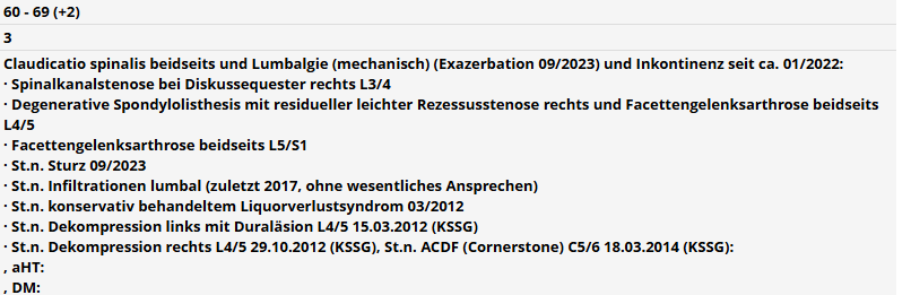 60 - 69 (+2)
3
Claudicatio spinalis beidseits und Lumbalgie (mechanisch) (Exazerbation 09/2023) und Inkontinenz seit ca. 01/2022:
· Spinalkanalstenose bei Diskussequester rechts L3/4
· Degenerative Spondylolisthesis mit residueller leichter Rezessusstenose rechts und Facettengelenksarthrose beidseits
L4/5
· Facettengelenksarthrose beidseits L5/S1
· St.n. Sturz 09/2023
· St.n. Infiltrationen lumbal (zuletzt 2017, ohne wesentliches Ansprechen)
· St.n. konservativ behandeltem Liquorverlustsyndrom 03/2012
· St.n. Dekompression links mit Duraläsion L4/5 15.03.2012 (KSSG)
· St.n. Dekompression rechts L4/5 29.10.2012 (KSSG), St.n. ACDF (Cornerstone) C5/6 18.03.2014 (KSSG):
, aHT:
, DM: